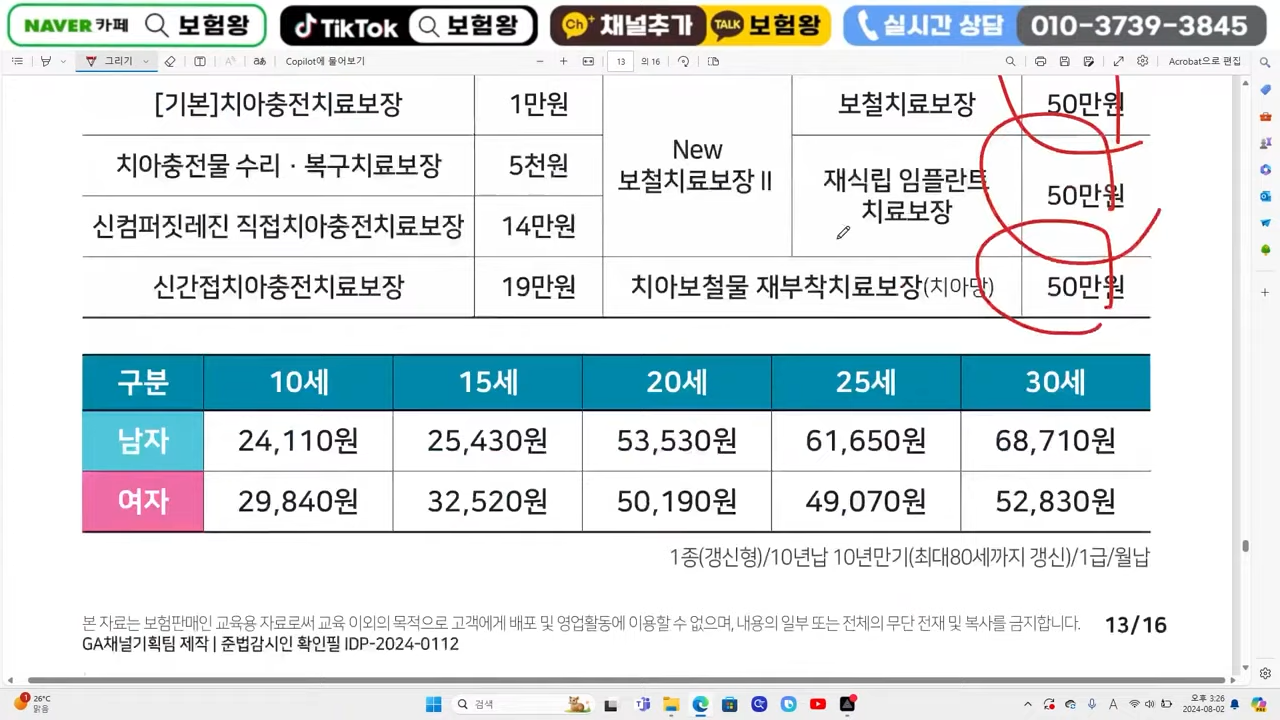 NAVER 카페 보험왕
TikTok 보험왕
Ch+ 채널추가 TALK 보험왕
실시간 상담 010-3739-3845
그리기
Copilot에 물어보기
13 의 16
Acrobat으로 편집
[기본]치아충전치료보장 1만원
치아충전물 수리 · 복구치료보장 5천원
신컴퍼짓레진 직접치아충전치료보장 14만원
신간접치아충전치료보장 19만원
New
보철치료보장 II
보철치료보장 50만원
재식립 임플란트
치료보장 50만원
치아보철물 재부착치료보장(치아당) 50만원
구분 10세 15세 20세 25세 30세
남자 24,110원 25,430원 53,530원 61,650원 68,710원
여자 29,840원 32,520원 50,190원 49,070원 52,830원
1종(갱신형)/10년납 10년만기(최대80세까지 갱신)/1급/월납
본 자료는 보험판매인 교육용 자료로써 교육 이외의 목적으로 고객에게 배포 및 영업활동에 이용할 수 없으며, 내용의 일부 또는 전체의 무단 전재 및 복사를 금지합니다.
13/16
GA채널기획팀 제작 | 준법감시인 확인필 IDP-2024-0112
1
26°C
맑음
검색
A
오후 3:26
2024-08-02